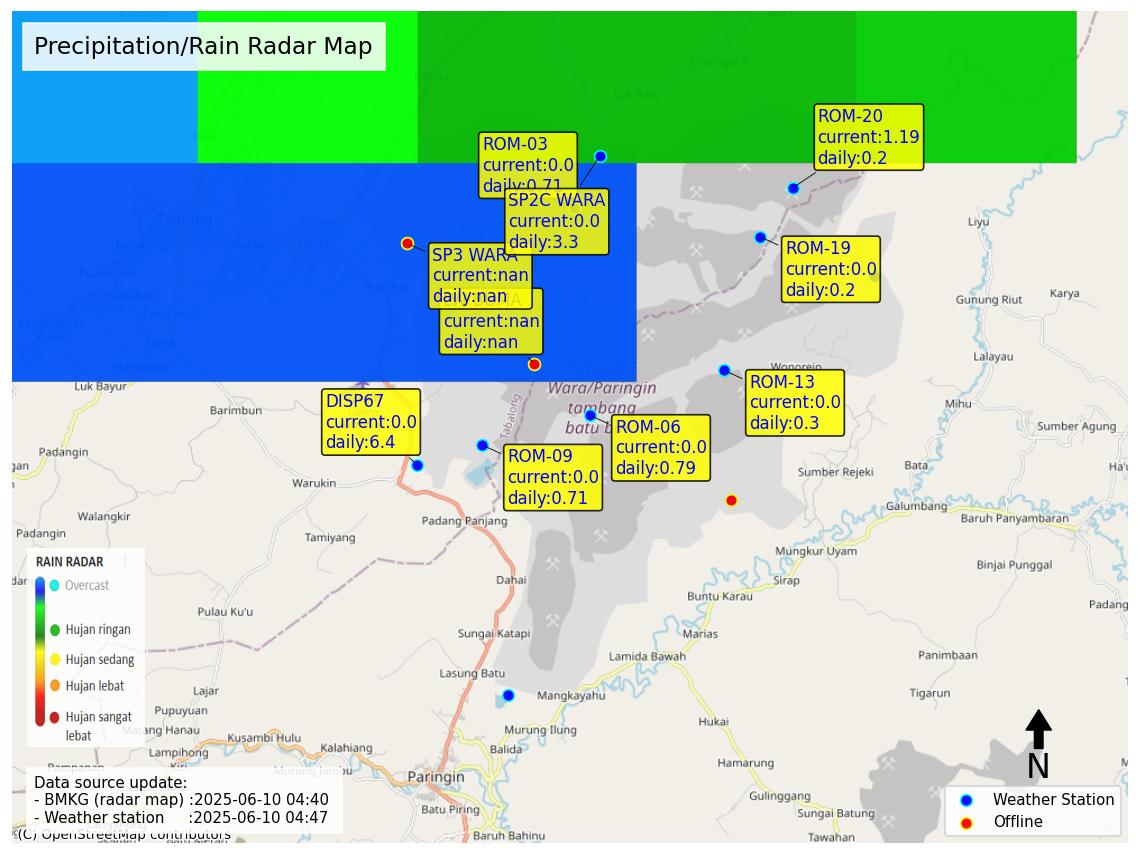 Precipitation/Rain Radar Map
ROM-20
current:1.19
daily:0.2
ROM-03
current:0.0
daily:0.71
SP2C WARA
current:0.0
daily:3.3
Liyu
Tanjung
ROM-19
current:0.0
daily:0.2
SP3 WARA
current:nan
daily:nan
current:nan
daily:nan
Mabuun
Maburai
Gunung Riut
Karya
Lalayau
Wonorejo
Luk Bayur
Tutupan/
Wara/Paringin
tambang
batu b
ROM-13
current:0.0
daily:0.3
DISP67
current:0.0
daily:6.4
Barimbun
Tabalong
Mihu
ROM-06
current:0.0
daily:0.79
Sumber Agung
ROM-09
current:0.0
daily:0.71
Bata
Sumber Rejeki
Warukin
Galumbang
Walangkir
Padang Panjang
Baruh Panyambaran
Padangin
Tamiyang
Mungkur Uyam
Binjai Punggal
RAIN RADAR
Overcast
Hujan ringan
Hujan sedang
Hujan lebat
Hujan sangat
lebat
Dahai
Sirap
Buntu Karau
Padang
Pulau Ku'u
Sungai Katapi
Marias
Lamida Bawah
Panimbaan
Lasung Batu
Lajar
Mangkayahu
Tigarun
Pupuyuan
Matang Hanau
Hukai
Kusambi Hulu
Murung Ilung
Lampihong
Kalahiang
Balida
Hamarung
Murung Jambu
Paringin
N
Data source update:
- BMKG (radar map) :2025-06-10 04:40
- Weather station :2025-06-10 04:47
Gulinggang
Weather Station
Offline
Batu Piring
Sungai Batung
(C) OpenStreetMap contributors
Baruh Bahinu
Tawahan